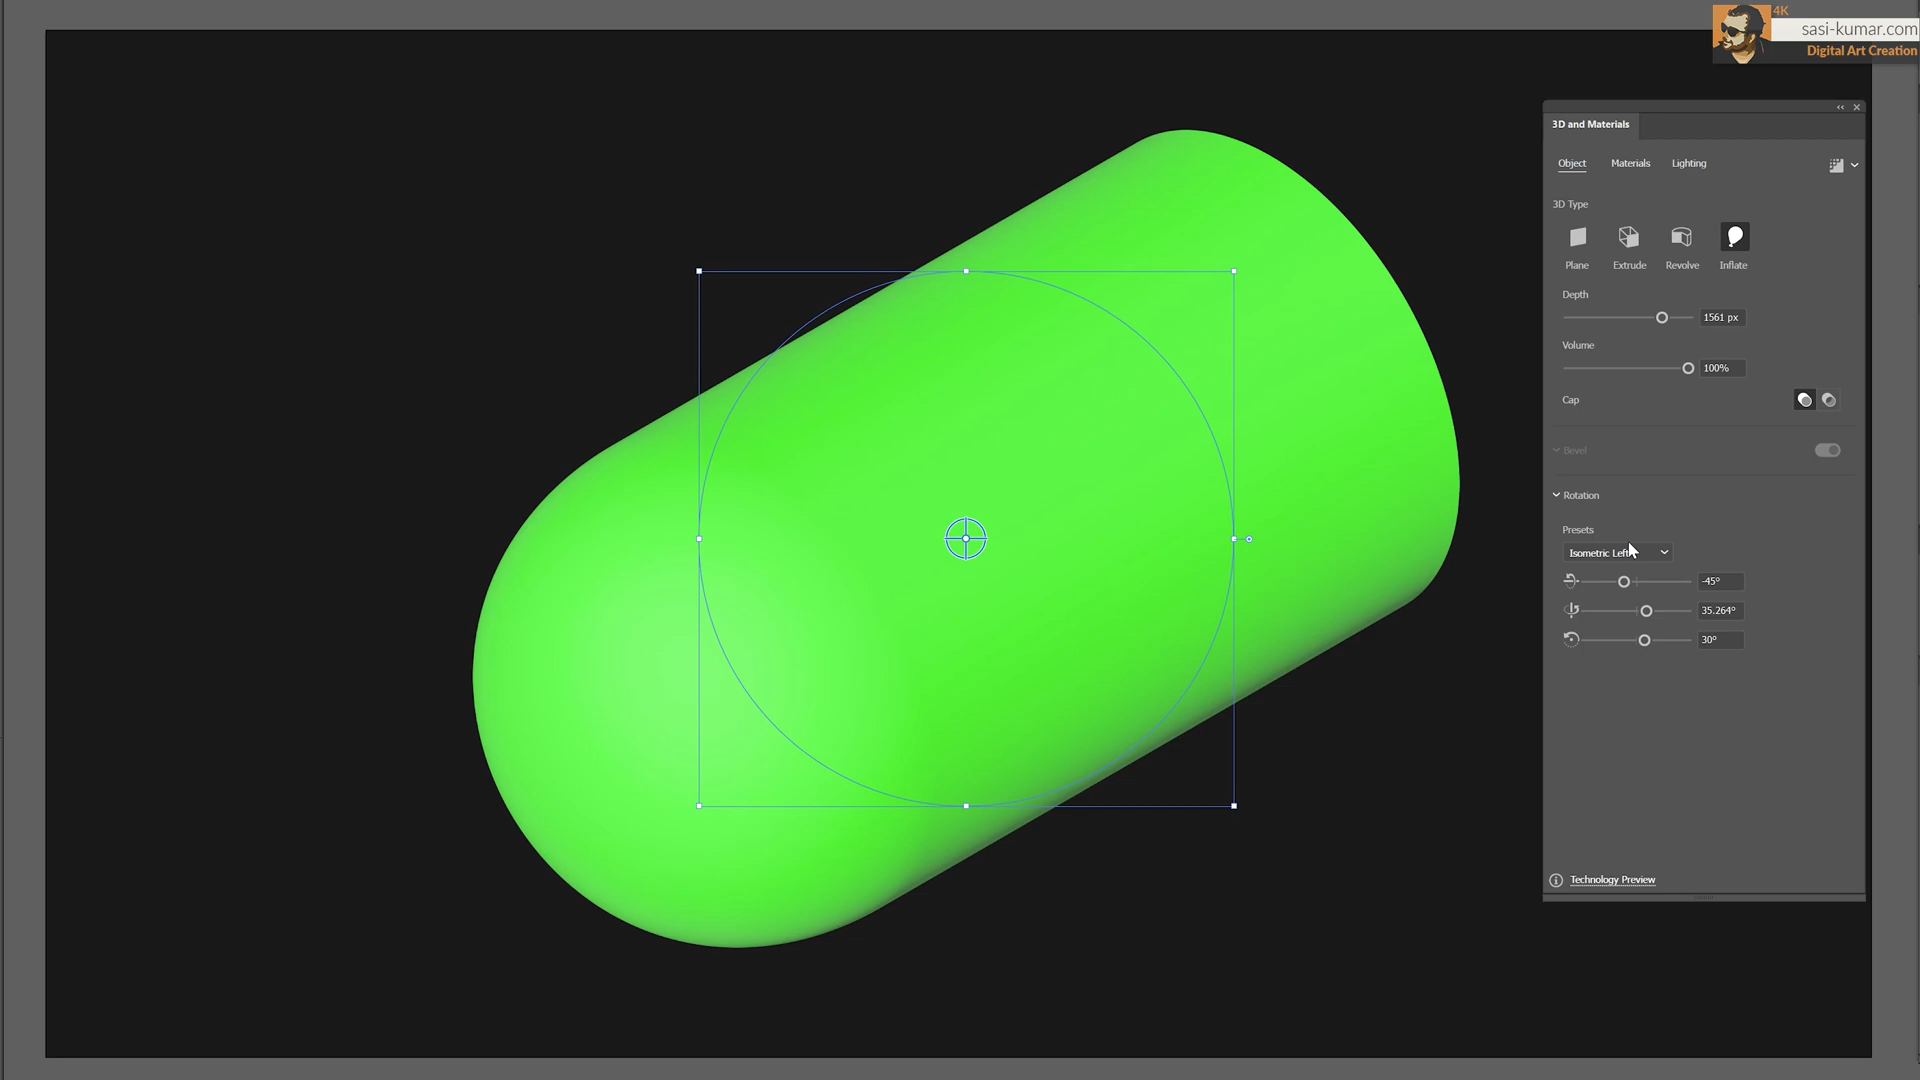 4K
sasi-kumar.com
Digital Art Creation
3D and Materials
Object Materials Lighting
3D Type
Plane Extrude Revolve Inflate
Depth
1561 px
Volume
100%
Cap
Bevel
Rotation
Presets
Isometric Left
-45°
35.264°
30°
Technology Preview